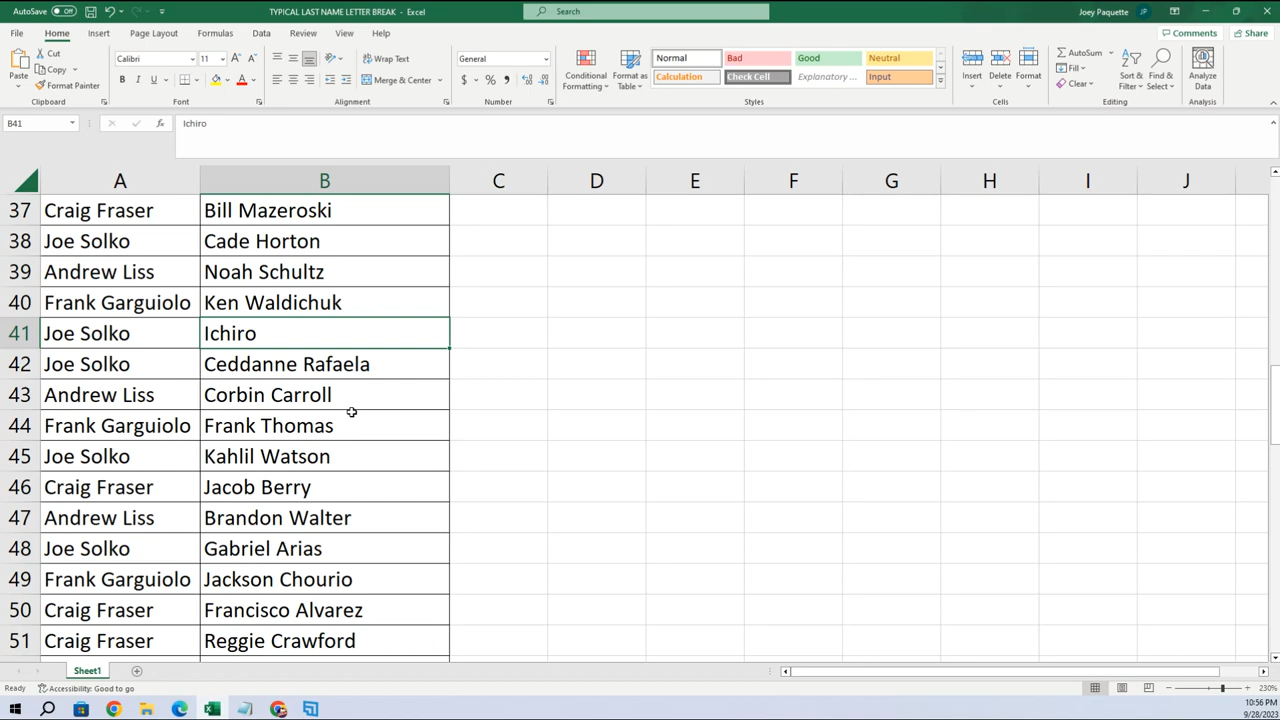 AutoSave Off TYPICAL LAST NAME LETTER BREAK - Excel Search Joey Paquette JP
File Home Insert Page Layout Formulas Data Review View Help Comments Share
Paste Cut Copy Format Painter Clipboard
Calibri 11 A A B I U A Font
Wrap Text Merge & Center Alignment
General $ % Number
Conditional Formatting Format as Table
Normal Bad Good Neutral
Calculation Check Cell Explanatory ... Input
Styles
Insert Delete Format Cells
AutoSum Fill Clear Sort & Filter Find & Select Editing
Analyze Data Analysis
B41 fx Ichiro
A B C D E F G H I J
37 Craig Fraser Bill Mazeroski
38 Joe Solko Cade Horton
39 Andrew Liss Noah Schultz
40 Frank Garguiolo Ken Waldichuk
41 Joe Solko Ichiro
42 Joe Solko Ceddanne Rafaela
43 Andrew Liss Corbin Carroll
44 Frank Garguiolo Frank Thomas
45 Joe Solko Kahlil Watson
46 Craig Fraser Jacob Berry
47 Andrew Liss Brandon Walter
48 Joe Solko Gabriel Arias
49 Frank Garguiolo Jackson Chourio
50 Craig Fraser Francisco Alvarez
51 Craig Fraser Reggie Crawford
Sheet1
Ready Accessibility: Good to go 230%
10:56 PM
9/28/2023